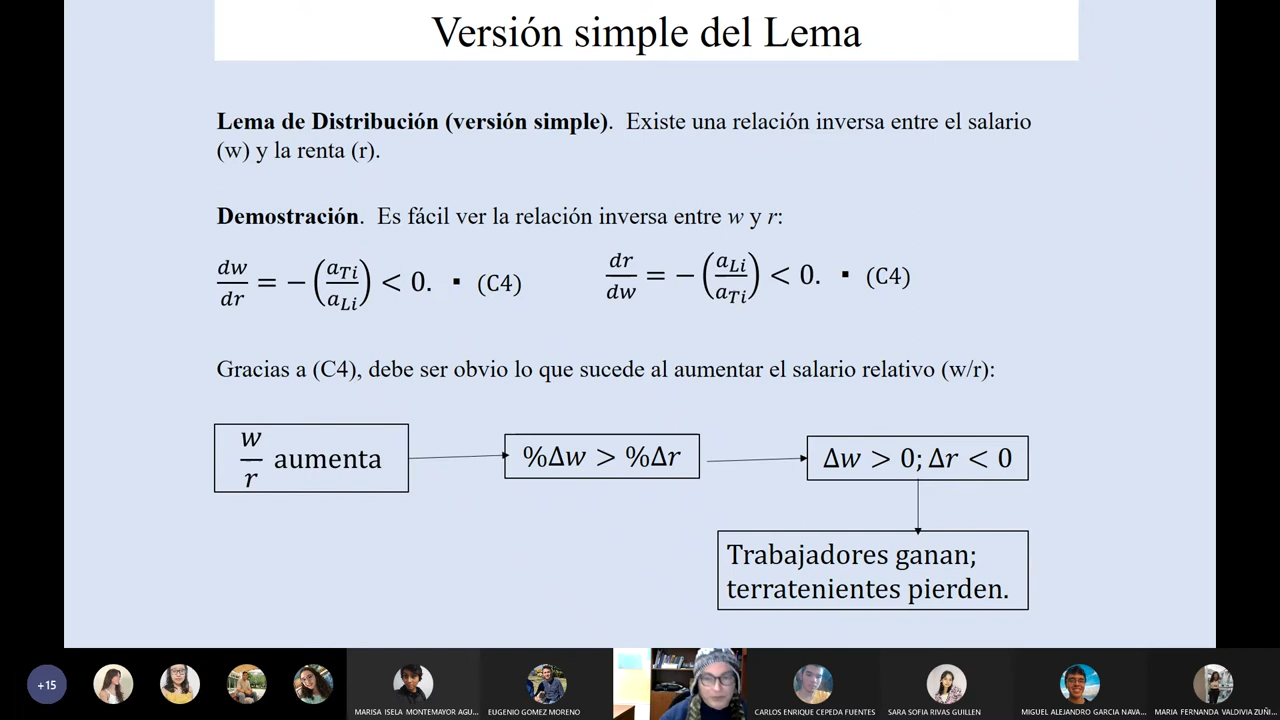 Versión simple del Lema
Lema de Distribución (versión simple). Existe una relación inversa entre el salario
(w) y la renta (r).
Demostración. Es fácil ver la relación inversa entre w y r:
dw/dr = −(aTi/aLi) < 0. ▪ (C4)
dr/dw = −(aLi/aTi) < 0. ▪ (C4)
Gracias a (C4), debe ser obvio lo que sucede al aumentar el salario relativo (w/r):
w/r aumenta
%Δw > %Δr
Δw > 0; Δr < 0
Trabajadores ganan;
terratenientes pierden.
+15
MARISA ISELA MONTEMAYOR AGU...
EUGENIO GOMEZ MORENO
CARLOS ENRIQUE CEPEDA FUENTES
SARA SOFIA RIVAS GUILLEN
MIGUEL ALEJANDRO GARCIA NAVA...
MARIA FERNANDA VALDIVIA ZUÑI...